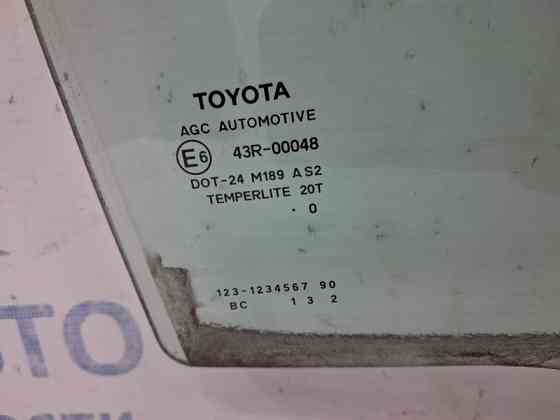 TOYOTA
AGC AUTOMOTIVE
E6 43R-00048
DOT-24 M189 AS2
TEMPERLITE 20T
· 0
123-1234567 90
BC 1 3 2
ТО